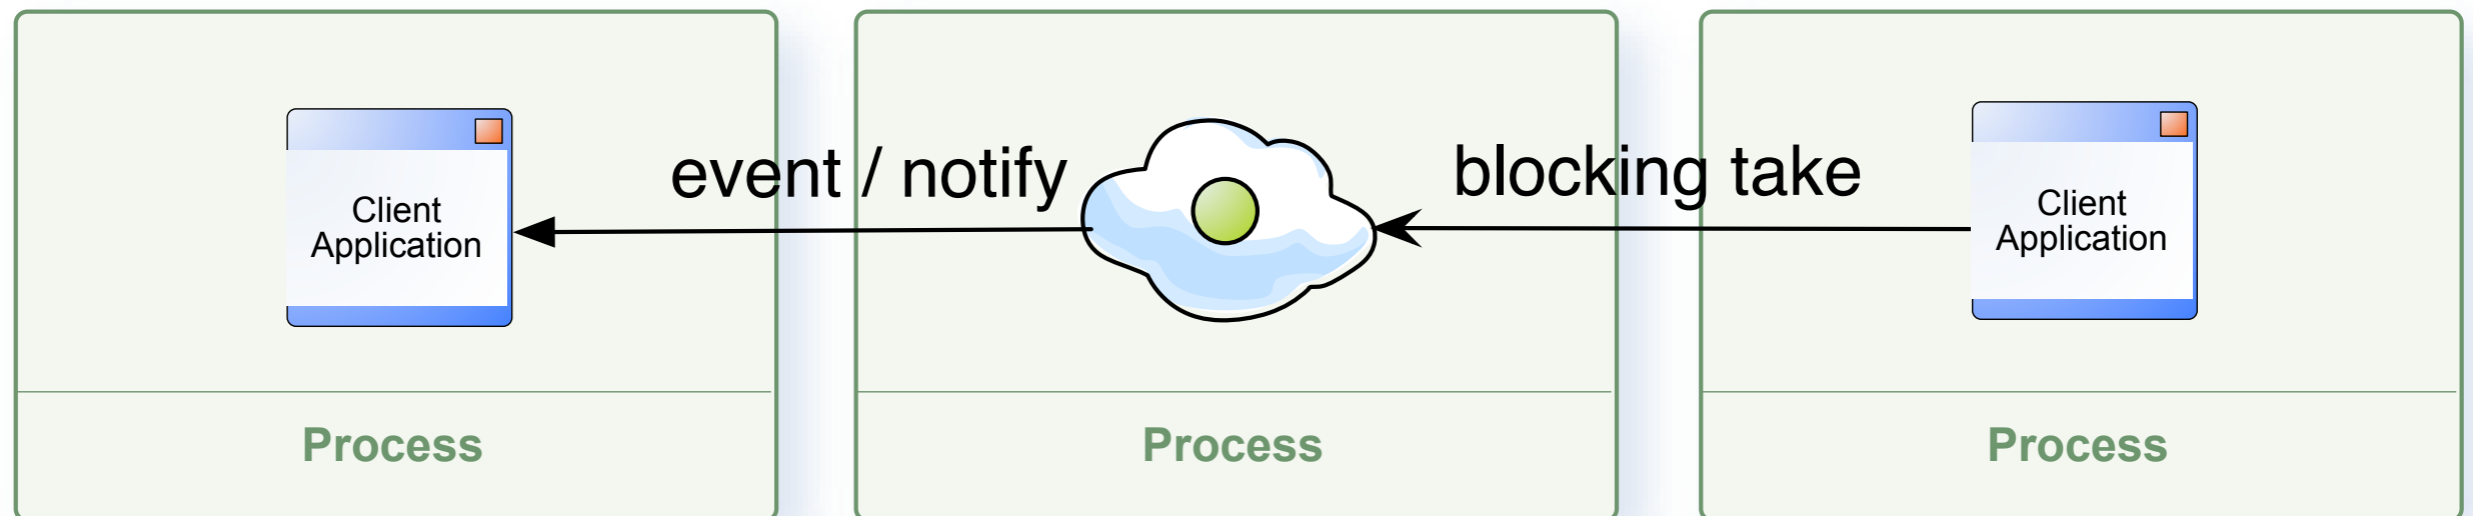 event / notify
blocking take
Client
Application
Client
Application
Process
Process
Process